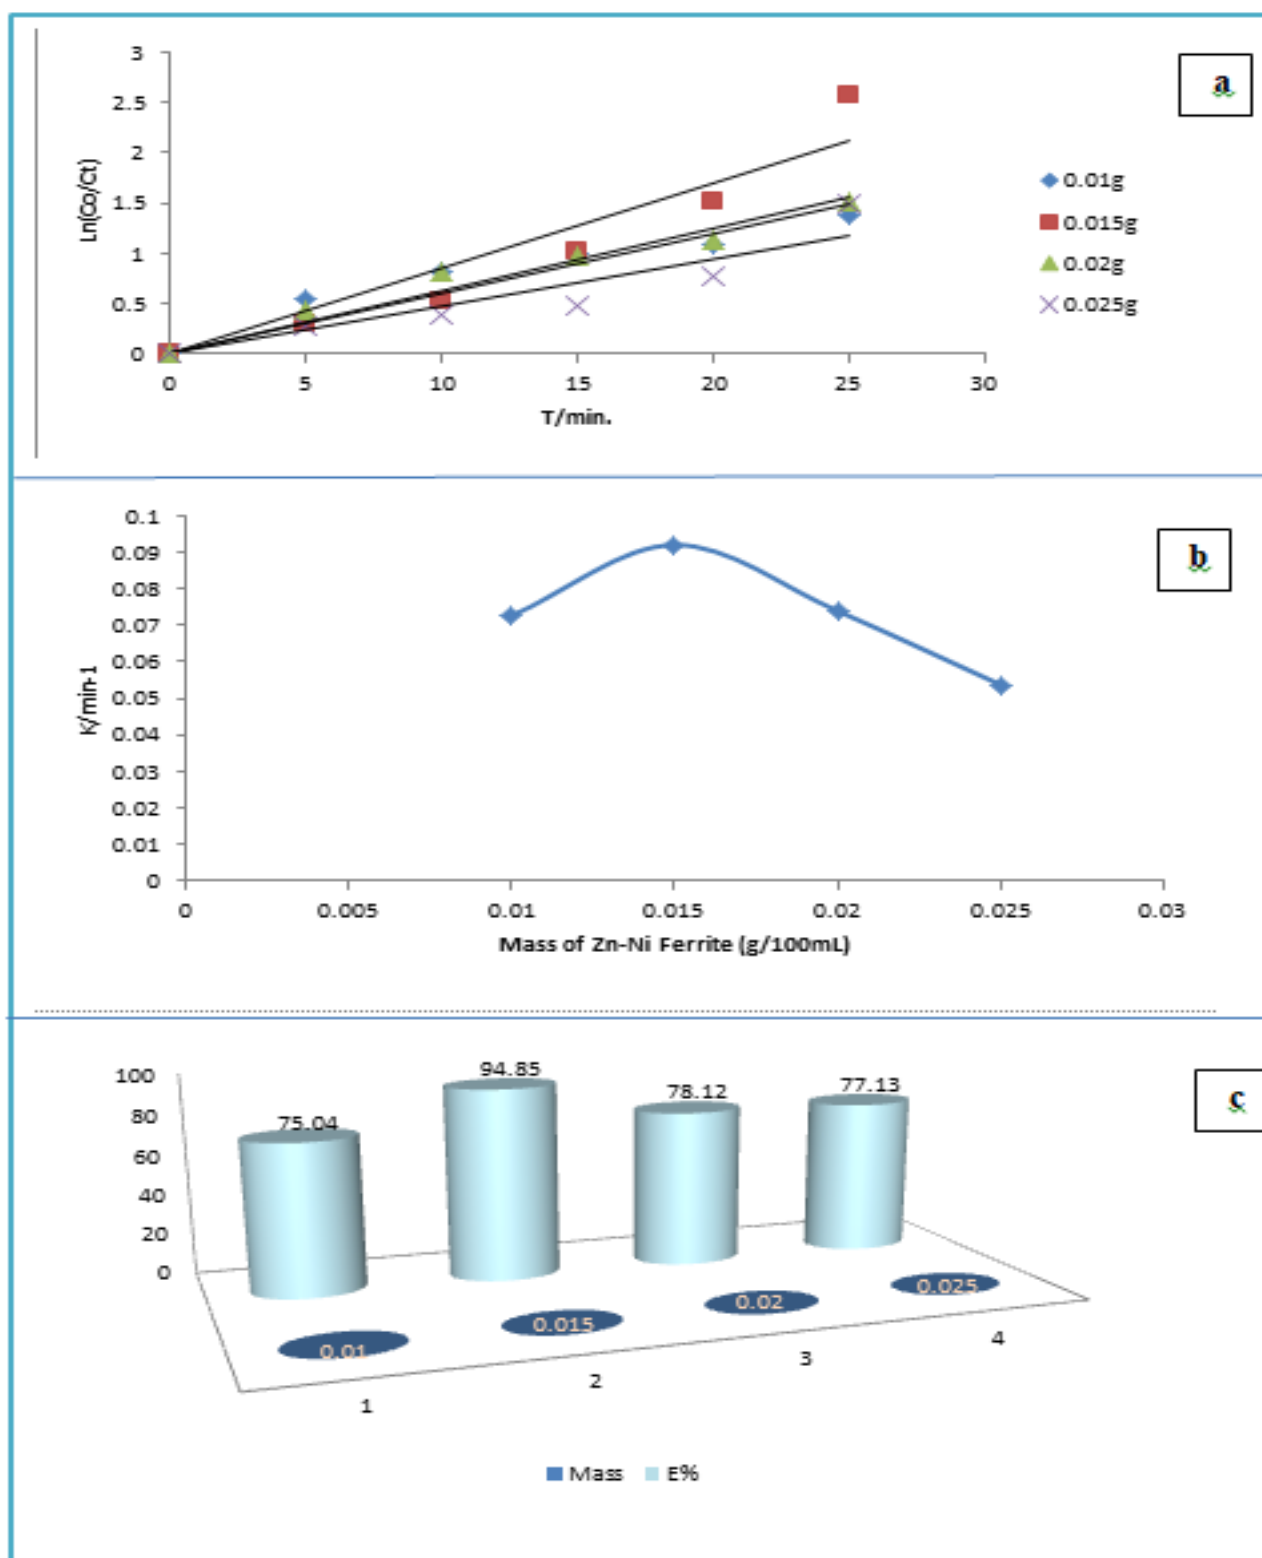 a
3
2.5
2
1.5
1
0.5
0
Ln(Co/Ct)
0 5 10 15 20 25 30
T/min.
0.01g
0.015g
0.02g
0.025g
b
0.1
0.09
0.08
0.07
0.06
0.05
0.04
0.03
0.02
0.01
0
K/min-1
0 0.005 0.01 0.015 0.02 0.025 0.03
Mass of Zn-Ni Ferrite (g/100mL)
c
100
80
60
40
20
0
75.04 94.85 78.12 77.13
0.01 0.015 0.02 0.025
1 2 3 4
Mass E%